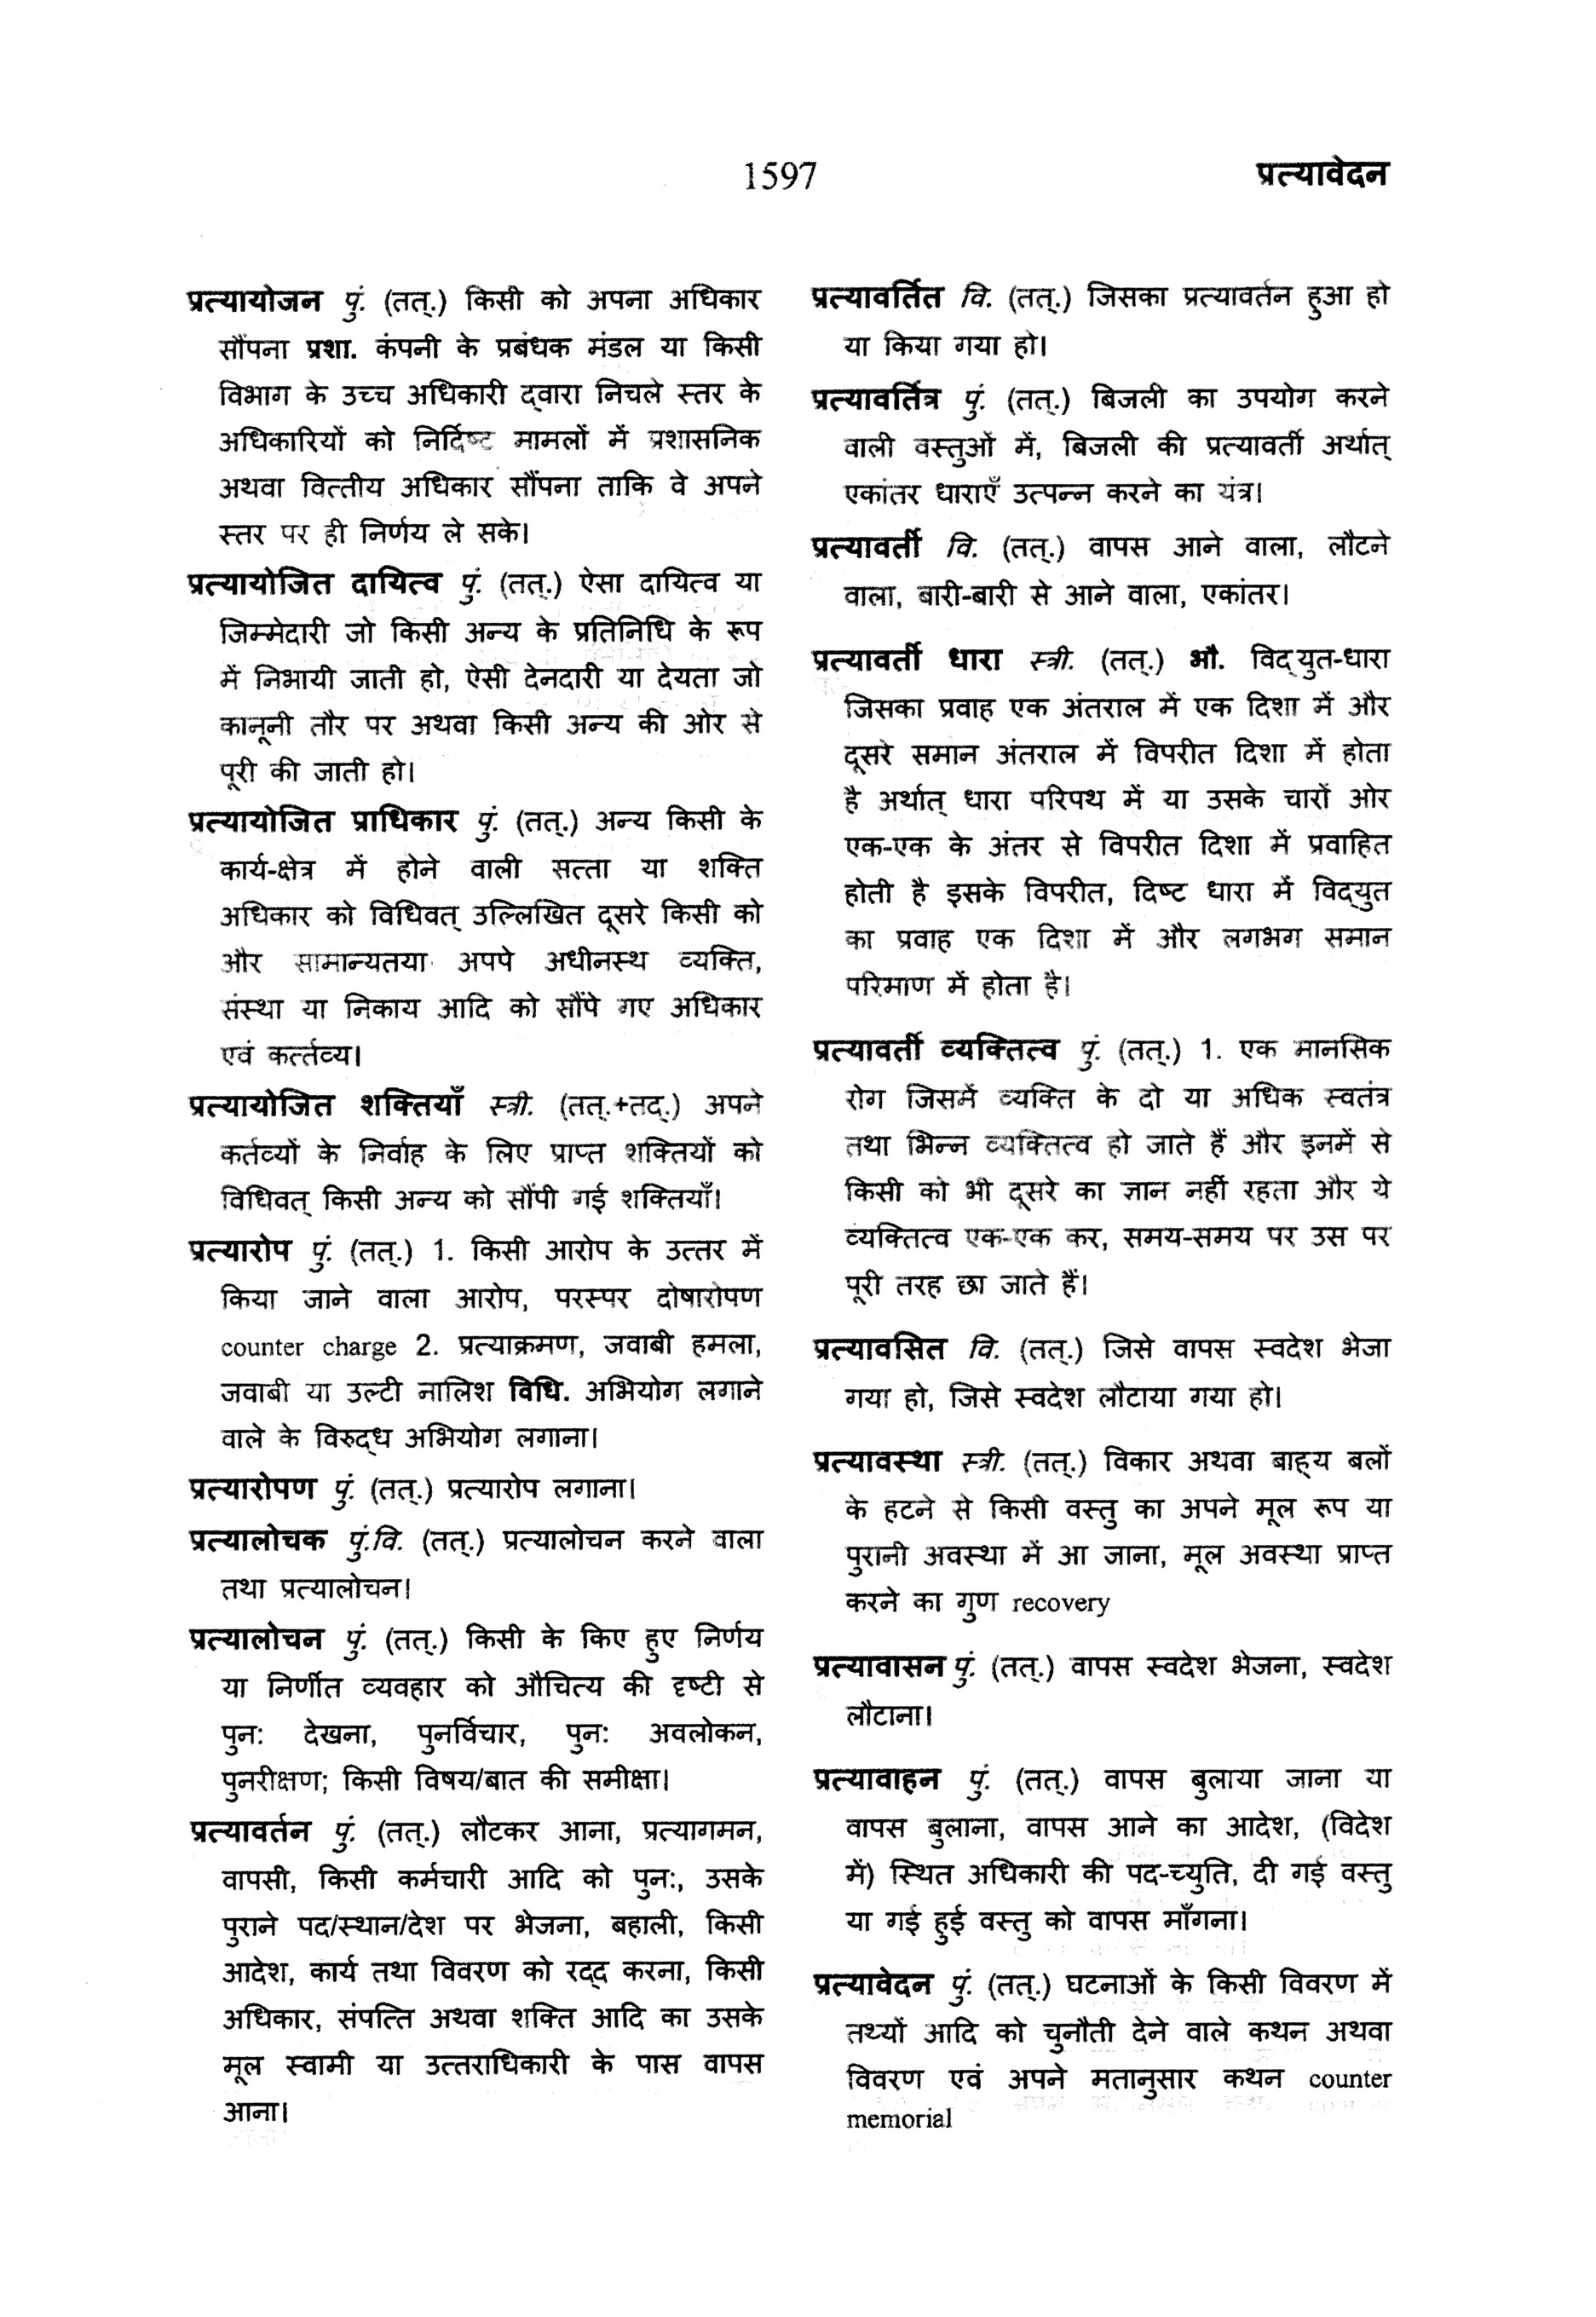 1597
प्रत्यावेदन
प्रत्यायोजन पुं. (तत्.) किसी को अपना अधिकार
सौंपना प्रशा. कंपनी के प्रबंधक मंडल या किसी
विभाग के उच्च अधिकारी द्वारा निचले स्तर के
अधिकारियों को निर्दिष्ट मामलों में प्रशासनिक
अथवा वित्तीय अधिकार सौंपना ताकि वे अपने
स्तर पर ही निर्णय ले सके।
प्रत्यायोजित दायित्व पुं. (तत्.) ऐसा दायित्व या
जिम्मेदारी जो किसी अन्य के प्रतिनिधि के रूप
में निभायी जाती हो, ऐसी देनदारी या देयता जो
कानूनी तौर पर अथवा किसी अन्य की ओर से
पूरी की जाती हो।
प्रत्यायोजित प्राधिकार पुं. (तत्.) अन्य किसी के
कार्य-क्षेत्र में होने वाली सत्ता या शक्ति
अधिकार को विधिवत् उल्लिखित दूसरे किसी को
और सामान्यतया अपपे अधीनस्थ व्यक्ति,
संस्था या निकाय आदि को सौंपे गए अधिकार
एवं कर्त्तव्य।
प्रत्यायोजित शक्तियाँ स्त्री. (तत्.+तद्.) अपने
कर्तव्यों के निर्वाह के लिए प्राप्त शक्तियों को
विधिवत् किसी अन्य को सौंपी गई शक्तियाँ।
प्रत्यारोप पुं. (तत्.) 1. किसी आरोप के उत्तर में
किया जाने वाला आरोप, परस्पर दोषारोपण
counter charge 2. प्रत्याक्रमण, जवाबी हमला,
जवाबी या उल्टी नालिश विधि. अभियोग लगाने
वाले के विरुद्ध अभियोग लगाना।
प्रत्यारोपण पुं. (तत्.) प्रत्यारोप लगाना।
प्रत्यालोचक पुं.वि. (तत्.) प्रत्यालोचन करने वाला
तथा प्रत्यालोचन।
प्रत्यालोचन पुं. (तत्.) किसी के किए हुए निर्णय
या निर्णीत व्यवहार को औचित्य की दृष्टी से
पुन: देखना, पुनर्विचार, पुन: अवलोकन,
पुनरीक्षण; किसी विषय/बात की समीक्षा।
प्रत्यावर्तन पुं. (तत्.) लौटकर आना, प्रत्यागमन,
वापसी, किसी कर्मचारी आदि को पुन:, उसके
पुराने पद/स्थान/देश पर भेजना, बहाली, किसी
आदेश, कार्य तथा विवरण को रद्द करना, किसी
अधिकार, संपत्ति अथवा शक्ति आदि का उसके
मूल स्वामी या उत्तराधिकारी के पास वापस
आना।
प्रत्यावर्तित वि. (तत्.) जिसका प्रत्यावर्तन हुआ हो
या किया गया हो।
प्रत्यावर्तित्र पुं. (तत्.) बिजली का उपयोग करने
वाली वस्तुओं में, बिजली की प्रत्यावर्ती अर्थात्
एकांतर धाराएँ उत्पन्न करने का यंत्र।
प्रत्यावर्ती वि. (तत्.) वापस आने वाला, लौटने
वाला, बारी-बारी से आने वाला, एकांतर।
प्रत्यावर्ती धारा स्त्री. (तत्.) भौ. विद्युत-धारा
जिसका प्रवाह एक अंतराल में एक दिशा में और
दूसरे समान अंतराल में विपरीत दिशा में होता
है अर्थात् धारा परिपथ में या उसके चारों ओर
एक-एक के अंतर से विपरीत दिशा में प्रवाहित
होती है इसके विपरीत, दिष्ट धारा में विद्युत
का प्रवाह एक दिशा में और लगभग समान
परिमाण में होता है।
प्रत्यावर्ती व्यक्तित्व पुं. (तत्.) 1. एक मानसिक
रोग जिसमें व्यक्ति के दो या अधिक स्वतंत्र
तथा भिन्न व्यक्तित्व हो जाते हैं और इनमें से
किसी को भी दूसरे का ज्ञान नहीं रहता और ये
व्यक्तित्व एक-एक कर, समय-समय पर उस पर
पूरी तरह छा जाते हैं।
प्रत्यावसित वि. (तत्.) जिसे वापस स्वदेश भेजा
गया हो, जिसे स्वदेश लौटाया गया हो।
प्रत्यावस्था स्त्री. (तत्.) विकार अथवा बाह्य बलों
के हटने से किसी वस्तु का अपने मूल रूप या
पुरानी अवस्था में आ जाना, मूल अवस्था प्राप्त
करने का गुण recovery
प्रत्यावासन पुं. (तत्.) वापस स्वदेश भेजना, स्वदेश
लौटाना।
प्रत्यावाहन पुं. (तत्.) वापस बुलाया जाना या
वापस बुलाना, वापस आने का आदेश, (विदेश
में) स्थित अधिकारी की पद-च्युति, दी गई वस्तु
या गई हुई वस्तु को वापस माँगना।
प्रत्यावेदन पुं. (तत्.) घटनाओं के किसी विवरण में
तथ्यों आदि को चुनौती देने वाले कथन अथवा
विवरण एवं अपने मतानुसार कथन counter
memorial